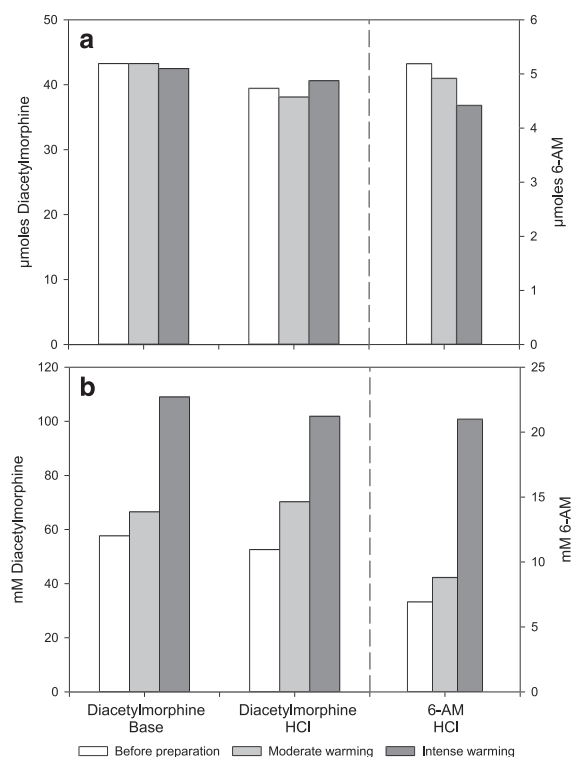 a
50
40
30
20
10
0
µmoles Diacetylmorphine
6
5
4
3
2
1
0
µmoles 6-AM
b
120
100
80
60
40
20
0
mM Diacetylmorphine
25
20
15
10
5
0
mM 6-AM
Diacetylmorphine
Base
Diacetylmorphine
HCl
6-AM
HCl
Before preparation
Moderate warming
Intense warming